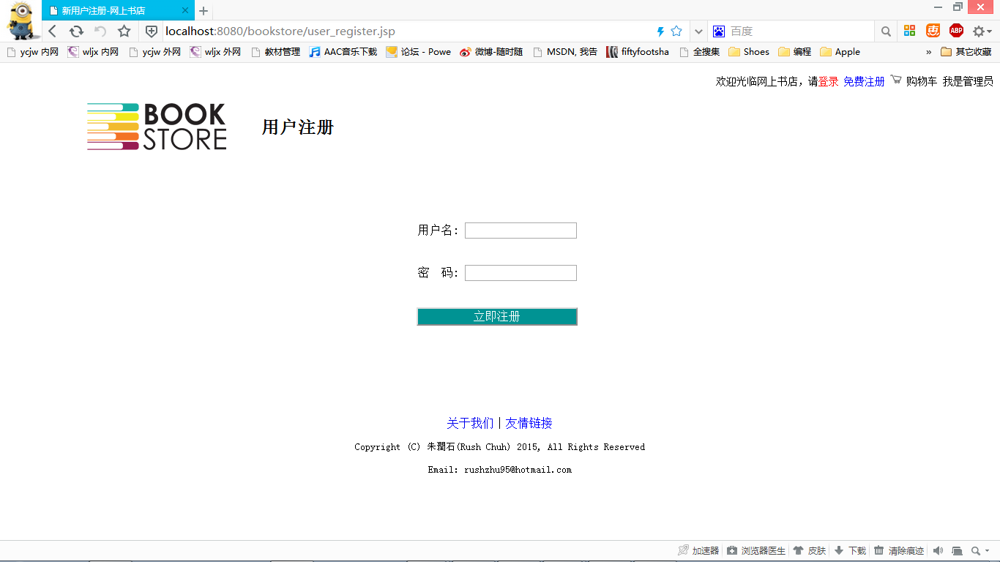 新用户注册-网上书店
localhost:8080/bookstore/user_register.jsp
百度
ABP
ycjw 内网 wljx 内网 ycjw 外网 wljx 外网 教材管理 AAC音乐下载 论坛 - Powe 微博-随时随 MSDN, 我告 fiftyfootsha 全搜集 Shoes 编程 Apple » 其它收藏
欢迎光临网上书店，请登录 免费注册 购物车 我是管理员
BOOK
STORE
用户注册
用户名：
密 码：
立即注册
关于我们 | 友情链接
Copyright (C) 朱潤石(Rush Chuh) 2015, All Rights Reserved
Email: rushzhu95@hotmail.com
加速器 浏览器医生 皮肤 下载 清除痕迹